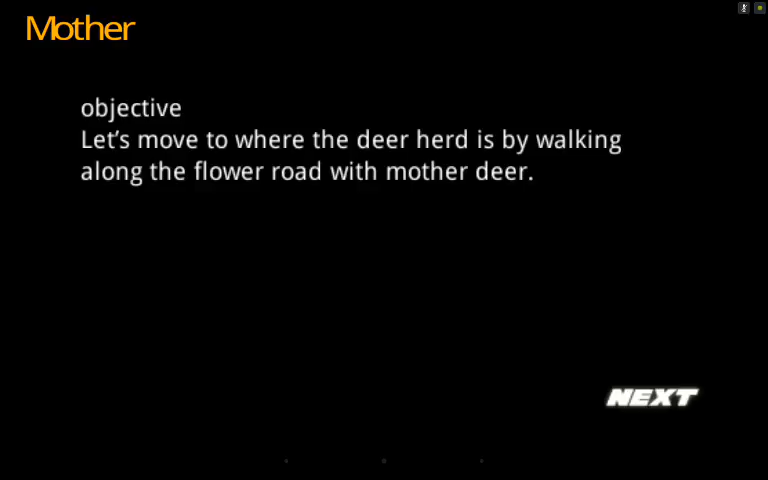 Mother
objective
Let's move to where the deer herd is by walking
along the flower road with mother deer.
NEXT